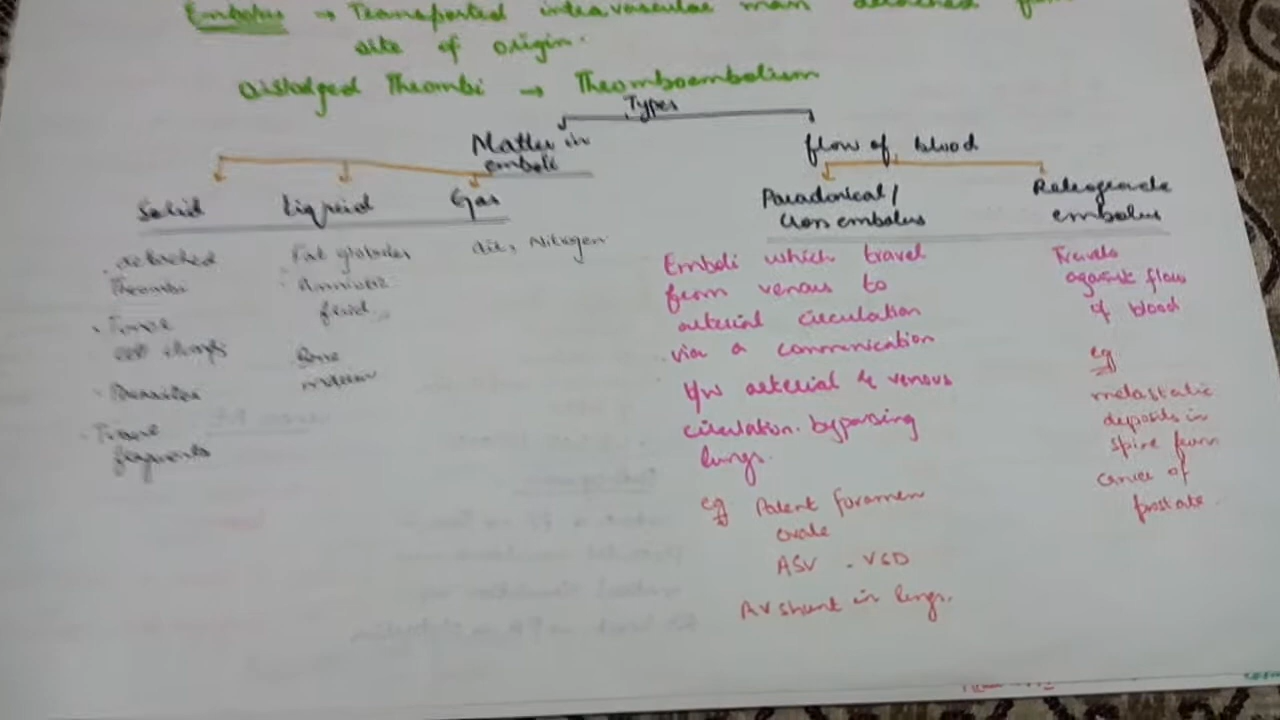 Embolus → Transported intravascular mass detached from
site of origin.
Dislodged Thrombi → Thromboembolism
Types
Matter in
emboli
flow of blood
Solid
Liquid
Gas
Paradoxical/
Cross embolus
Retrograde
embolus
. detached
Thrombi
. Tumor
cell clumps
. Parasites
. Tissue
fragments
Fat globules
. Amniotic
fluid
Bone
marrow
Air, Nitrogen
Emboli which travel
from venous to
arterial circulation
via a communication
b/w arterial & venous
circulation. bypassing
lungs.
eg Patent foramen
ovale
ASV . VSD
AV shunt in lungs.
Travels
against flow
of blood
eg
metastatic
deposits in
spine from
cancer of
prostate.